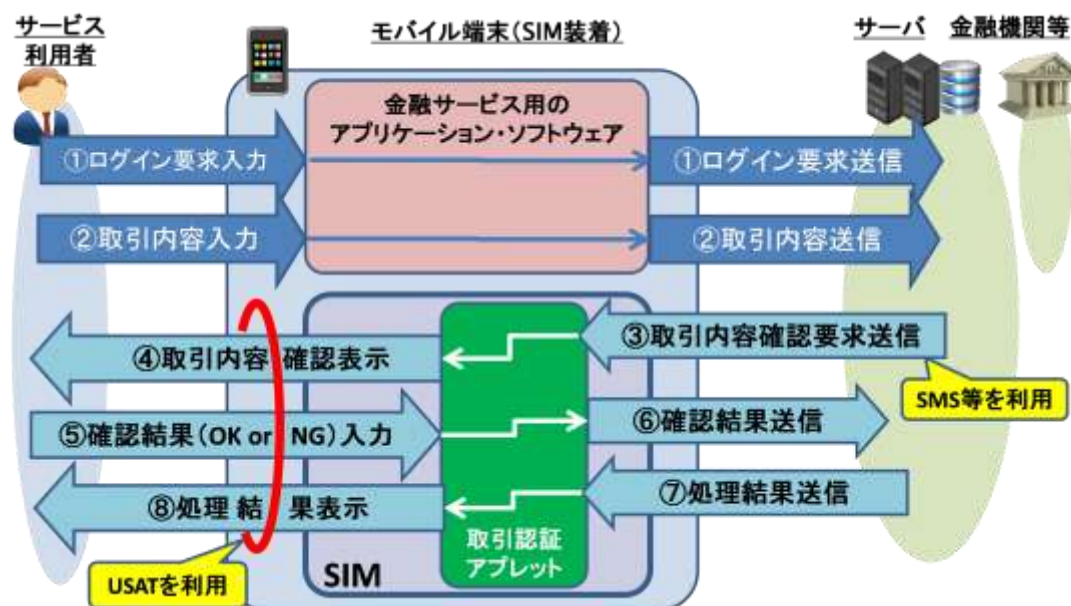 サービス
利用者
モバイル端末(SIM装着)
サーバ
金融機関等
金融サービス用の
アプリケーション・ソフトウェア
①ログイン要求入力
①ログイン要求送信
②取引内容入力
②取引内容送信
③取引内容確認要求送信
④取引内容 確認表示
SMS等を利用
⑤確認結果(OK or NG)入力
⑥確認結果送信
⑦処理結果送信
⑧処理 結 果表示
取引認証
アプレット
SIM
USATを利用